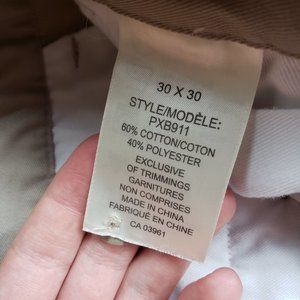 30 X 30
STYLE/MODÈLE:
PXB911
60% COTTON/COTON
40% POLYESTER
EXCLUSIVE
OF TRIMMINGS
GARNITURES
NON COMPRISES
MADE IN CHINA
FABRIQUÉ EN CHINE
CA 03961